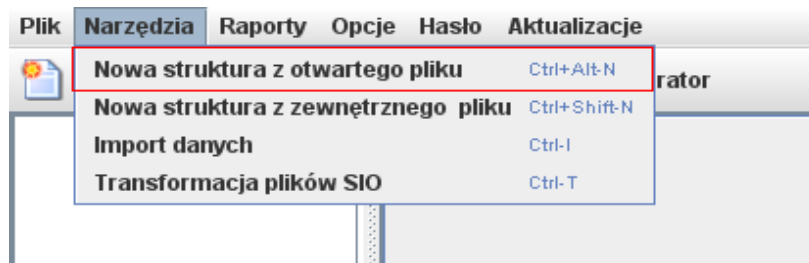 Plik Narzędzia Raporty Opcje Hasło Aktualizacje
Nowa struktura z otwartego pliku Ctrl+Alt-N rator
Nowa struktura z zewnętrznego pliku Ctrl+Shift-N
Import danych Ctrl-I
Transformacja plików SIO Ctrl-T